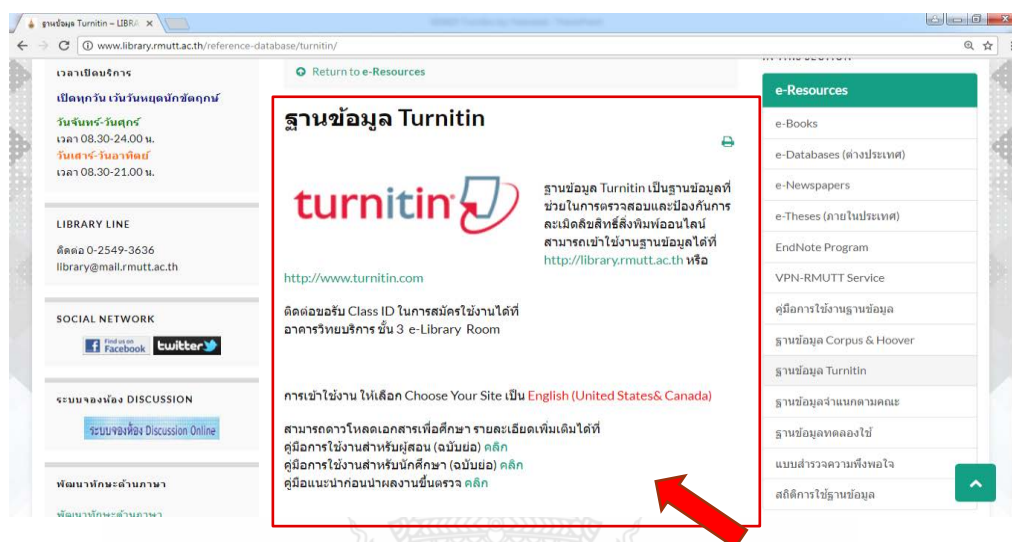 ฐานข้อมูล Turnitin – LIBRA
www.library.rmutt.ac.th/reference-database/turnitin/
เวลาเปิดบริการ
เปิดทุกวัน เว้นวันหยุดนักขัตฤกษ์
วันจันทร์-วันศุกร์
เวลา 08.30-24.00 น.
วันเสาร์-วันอาทิตย์
เวลา 08.30-21.00 น.
LIBRARY LINE
ติดต่อ 0-2549-3636
library@mail.rmutt.ac.th
SOCIAL NETWORK
Find us on
Facebook
twitter
ระบบจองห้อง DISCUSSION
ระบบจองห้อง Discussion Online
พัฒนาทักษะด้านภาษา
พัฒนาทักษะด้านภาษา
Return to e-Resources
ฐานข้อมูล Turnitin
turnitin
ฐานข้อมูล Turnitin เป็นฐานข้อมูลที่
ช่วยในการตรวจสอบและป้องกันการ
ละเมิดลิขสิทธิ์สิ่งพิมพ์ออนไลน์
สามารถเข้าใช้งานฐานข้อมูลได้ที่
http://library.rmutt.ac.th หรือ
http://www.turnitin.com
ติดต่อขอรับ Class ID ในการสมัครใช้งานได้ที่
อาคารวิทยบริการ ชั้น 3 e-Library Room
การเข้าใช้งาน ให้เลือก Choose Your Site เป็น English (United States& Canada)
สามารถดาวโหลดเอกสารเพื่อศึกษา รายละเอียดเพิ่มเติมได้ที่
คู่มือการใช้งานสำหรับผู้สอน (ฉบับย่อ) คลิก
คู่มือการใช้งานสำหรับนักศึกษา (ฉบับย่อ) คลิก
คู่มือแนะนำก่อนนำผลงานขึ้นตรวจ คลิก
IN THIS SECTION
e-Resources
e-Books
e-Databases (ต่างประเทศ)
e-Newspapers
e-Theses (ภายในประเทศ)
EndNote Program
VPN-RMUTT Service
คู่มือการใช้งานฐานข้อมูล
ฐานข้อมูล Corpus & Hoover
ฐานข้อมูล Turnitin
ฐานข้อมูลจำแนกตามคณะ
ฐานข้อมูลทดลองใช้
แบบสำรวจความพึงพอใจ
สถิติการใช้ฐานข้อมูล